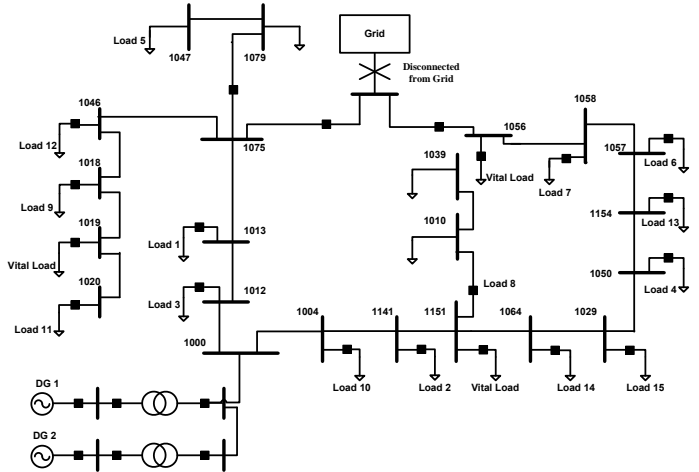 Grid
Load 5
1047
1079
Disconnected
from Grid
1046
1058
1056
1075
1057
Load 12
1039
Load 6
1018
Vital Load
Load 7
Load 9
1154
1010
Load 13
1019
1013
Load 1
Vital Load
1050
1020
Load 8
Load 4
1012
Load 3
Load 11
1004
1141
1151
1064
1029
1000
Load 10
Load 2
Vital Load
Load 14
Load 15
DG 1
DG 2